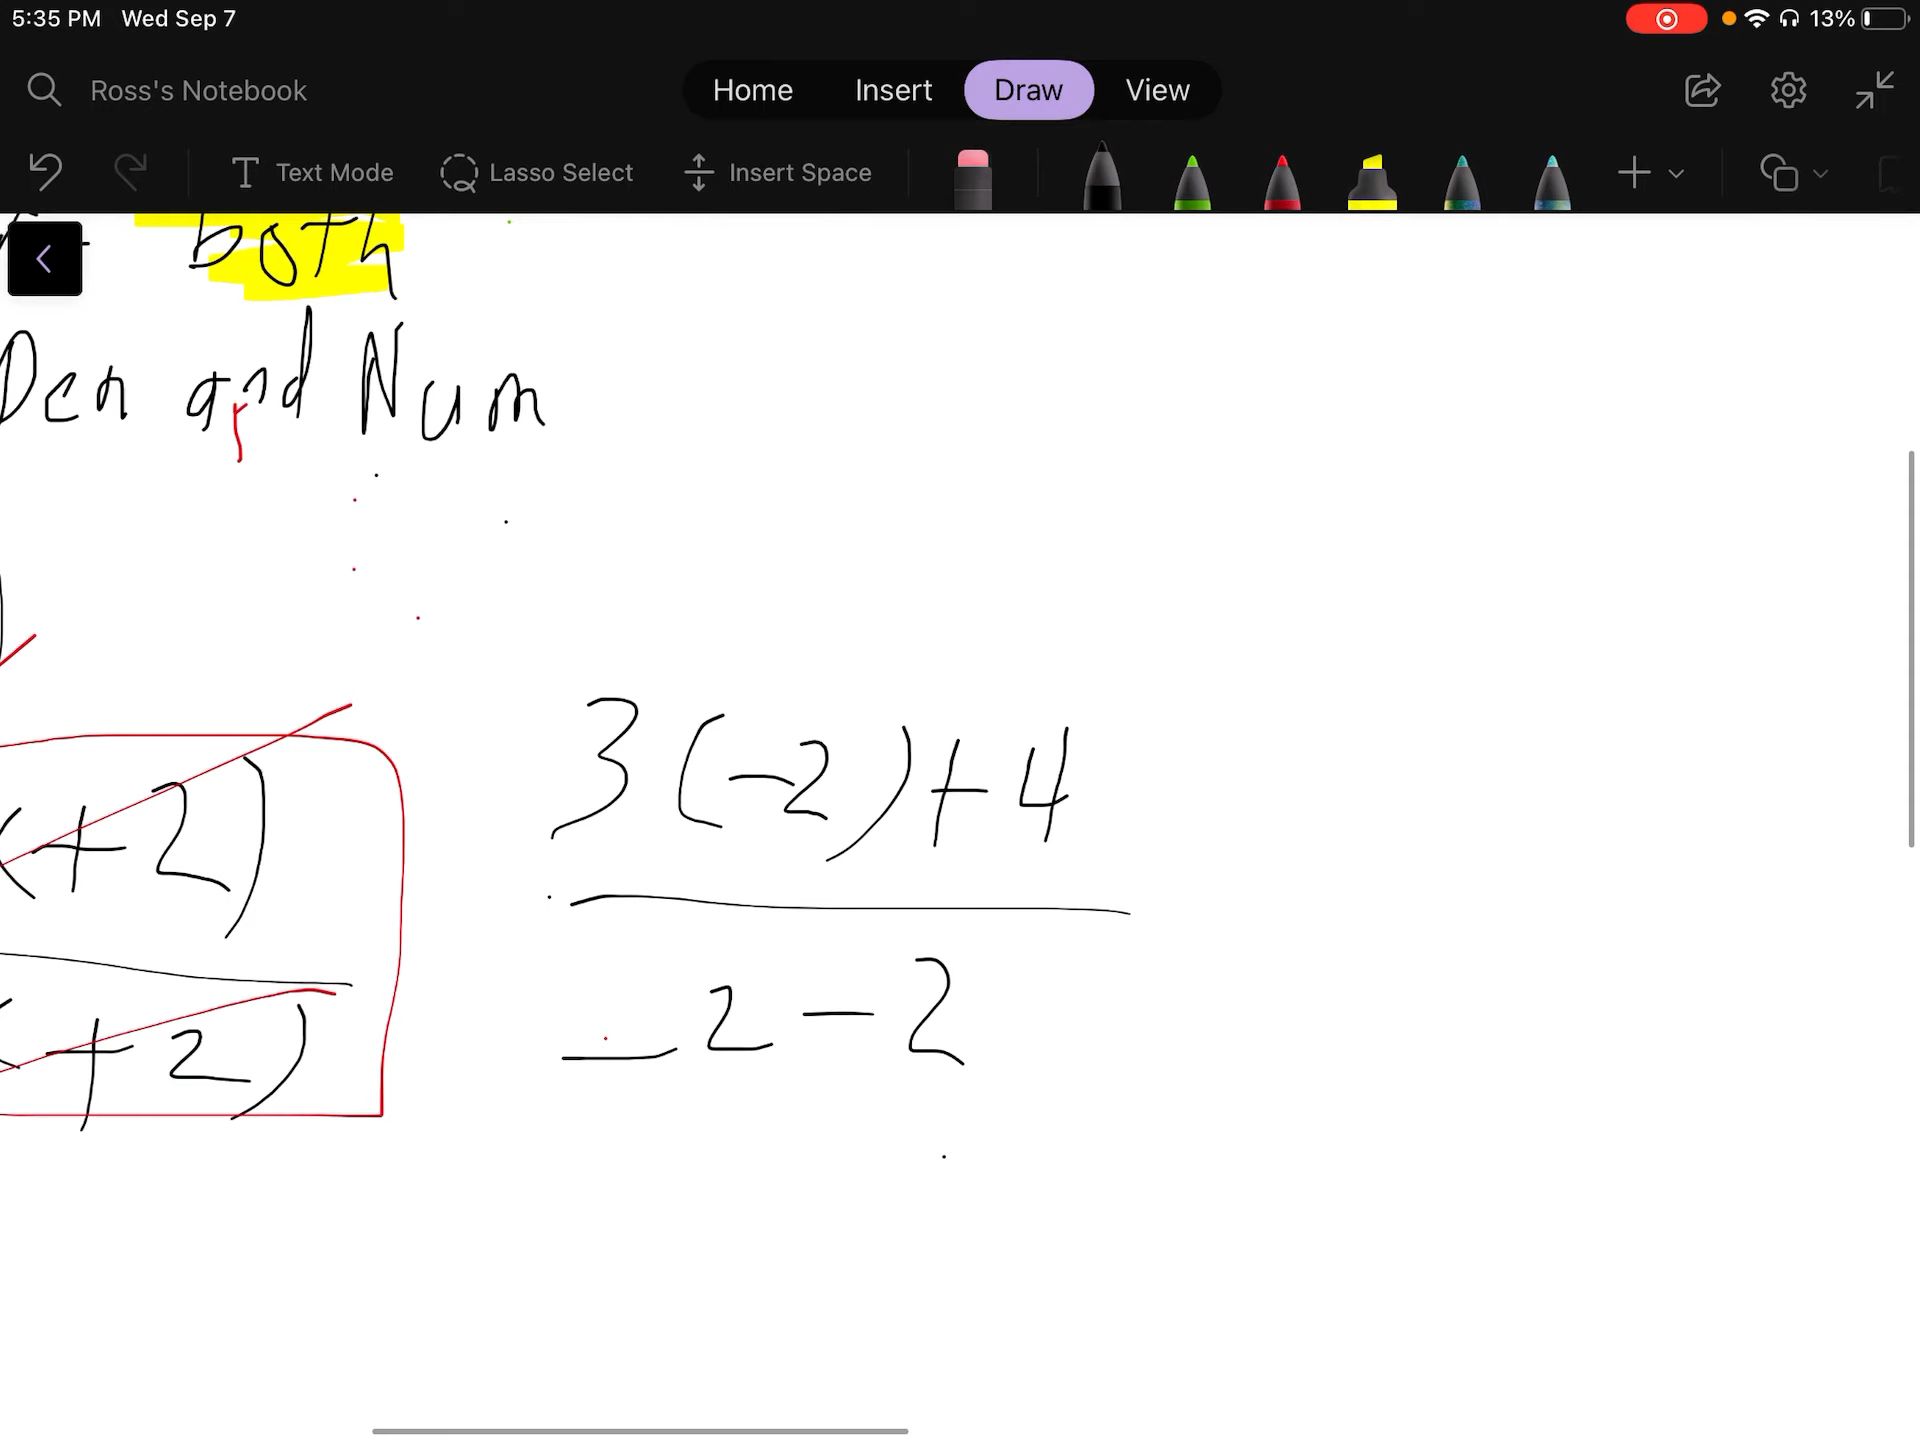 5:35 PM Wed Sep 7 13%
Ross's Notebook Home Insert Draw View
Text Mode Lasso Select Insert Space
both
Den and Num
+ 2)
+ 2)
3(-2)+4
-2-2